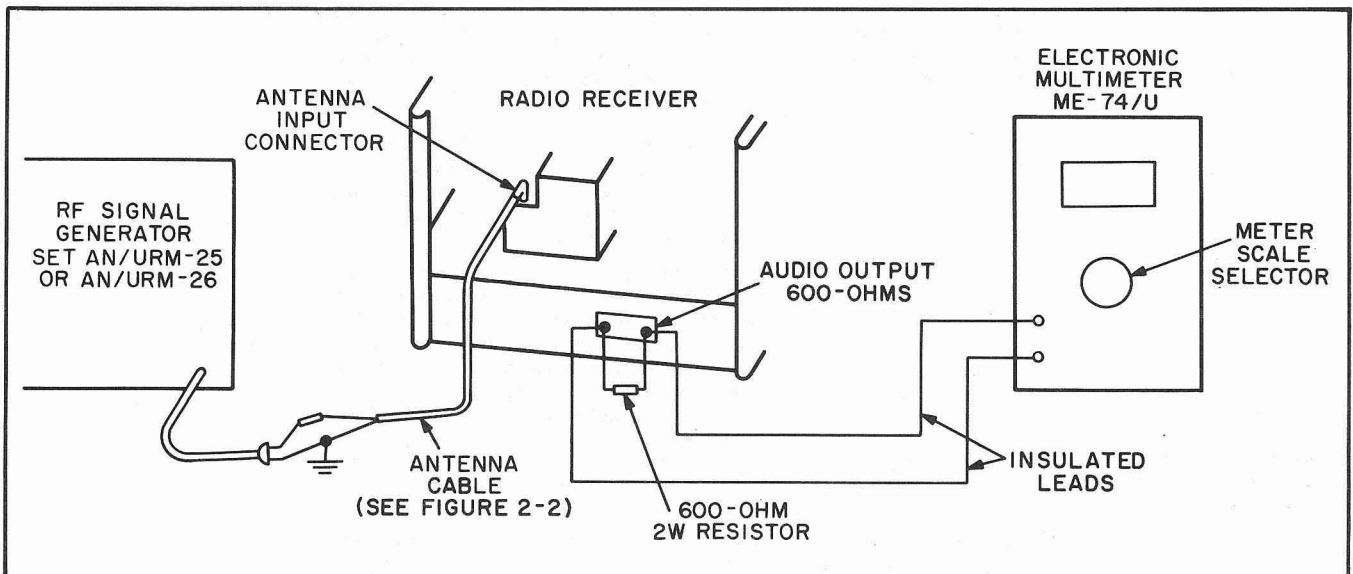 ELECTRONIC
MULTIMETER
ME-74/U
ANTENNA
INPUT
CONNECTOR
RADIO RECEIVER
RF SIGNAL
GENERATOR
SET AN/URM-25
OR AN/URM-26
METER
SCALE
SELECTOR
AUDIO OUTPUT
600-OHMS
ANTENNA
CABLE
(SEE FIGURE 2-2)
600-OHM
2W RESISTOR
INSULATED
LEADS